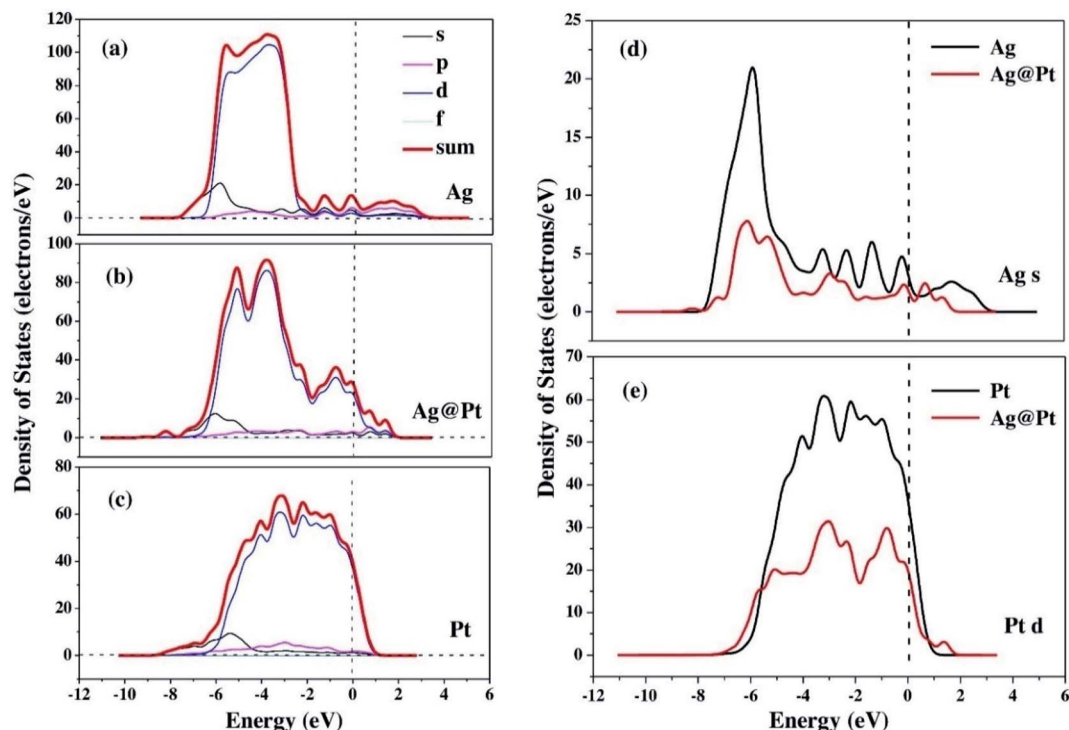 Density of States (electrons/eV)
120
100
80
60
40
20
0
(a)
s
p
d
f
sum
Ag
100
80
60
40
20
0
(b)
Ag@Pt
80
60
40
20
0
(c)
Pt
-12 -10 -8 -6 -4 -2 0 2 4 6
Energy (eV)
Density of States (electrons/eV)
25
20
15
10
5
0
(d)
Ag
Ag@Pt
Ag s
70
60
50
40
30
20
10
0
(e)
Pt
Ag@Pt
Pt d
-12 -10 -8 -6 -4 -2 0 2 4 6
Energy (eV)